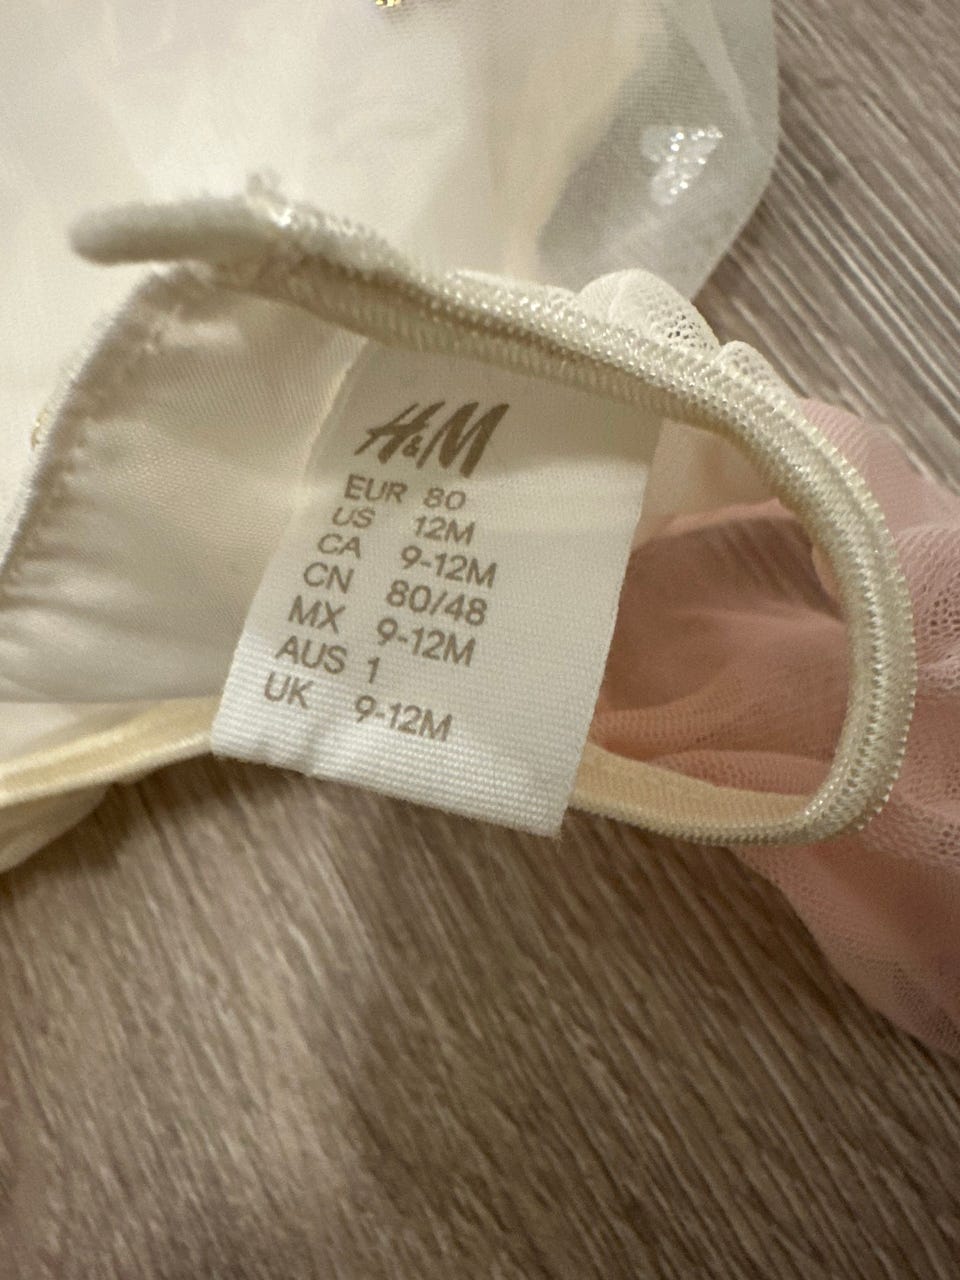 H&M
EUR 80
US 12M
CA 9-12M
CN 80/48
MX 9-12M
AUS 1
UK 9-12M